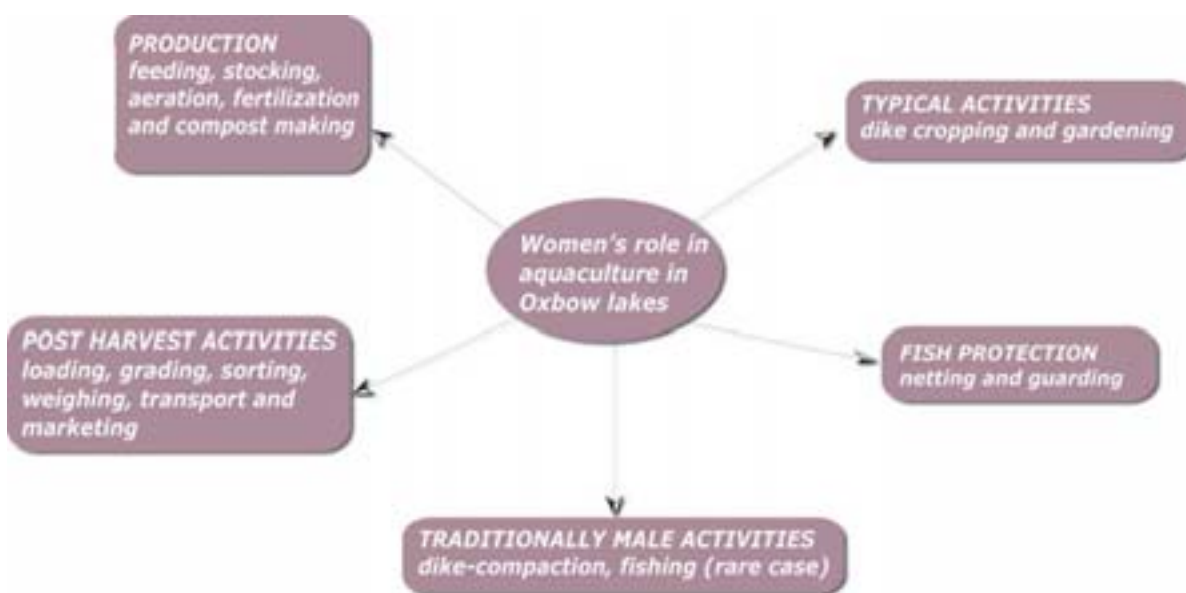 PRODUCTION
feeding, stocking,
aeration, fertilization
and compost making
TYPICAL ACTIVITIES
dike cropping and gardening
Women's role in
aquaculture in
Oxbow lakes
POST HARVEST ACTIVITIES
loading, grading, sorting,
weighing, transport and
marketing
FISH PROTECTION
netting and guarding
TRADITIONALLY MALE ACTIVITIES
dike-compaction, fishing (rare case)